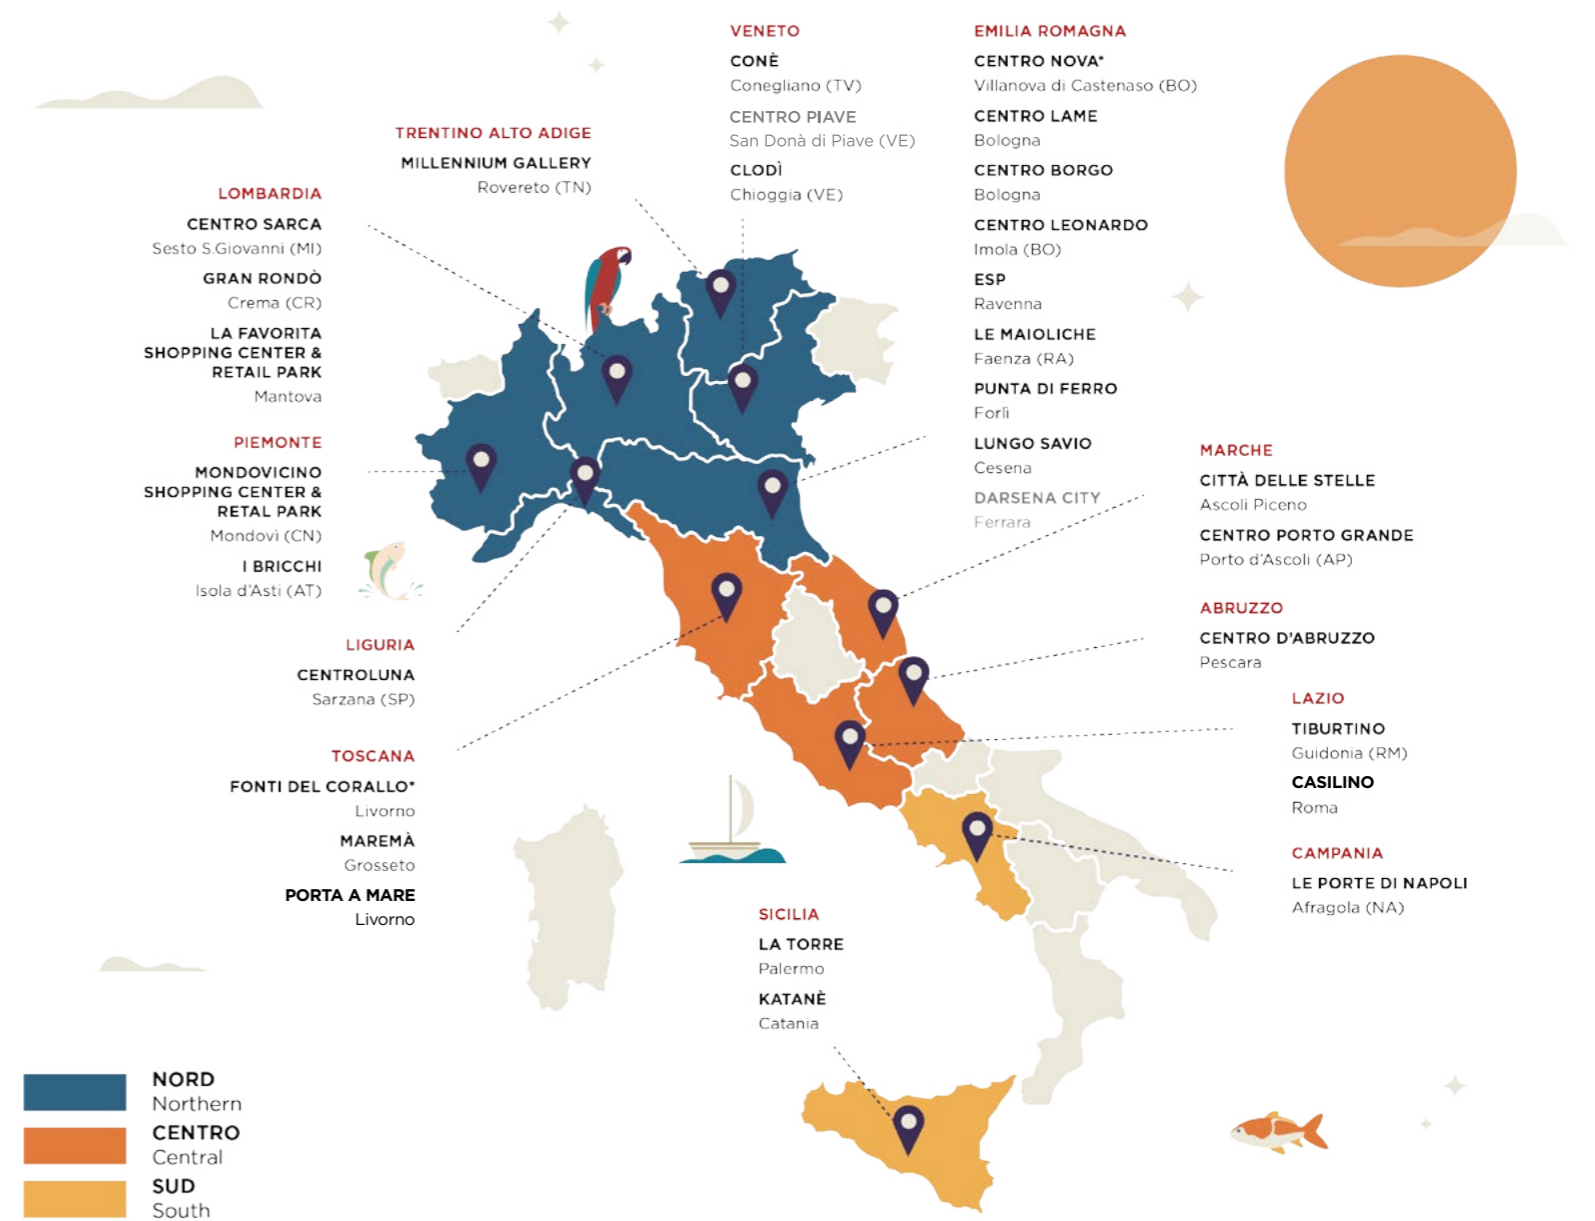 VENETO
CONÈ
Conegliano (TV)
CENTRO PIAVE
San Donà di Piave (VE)
CLODÌ
Chioggia (VE)
EMILIA ROMAGNA
CENTRO NOVA*
Villanova di Castenaso (BO)
CENTRO LAME
Bologna
CENTRO BORGO
Bologna
CENTRO LEONARDO
Imola (BO)
ESP
Ravenna
LE MAIOLICHE
Faenza (RA)
PUNTA DI FERRO
Forlì
LUNGO SAVIO
Cesena
DARSENA CITY
Ferrara
TRENTINO ALTO ADIGE
MILLENNIUM GALLERY
Rovereto (TN)
LOMBARDIA
CENTRO SARCA
Sesto S.Giovanni (MI)
GRAN RONDÒ
Crema (CR)
LA FAVORITA
SHOPPING CENTER &
RETAIL PARK
Mantova
PIEMONTE
MONDOVICINO
SHOPPING CENTER &
RETAL PARK
Mondovì (CN)
I BRICCHI
Isola d'Asti (AT)
LIGURIA
CENTROLUNA
Sarzana (SP)
TOSCANA
FONTI DEL CORALLO*
Livorno
MAREMÀ
Grosseto
PORTA A MARE
Livorno
MARCHE
CITTÀ DELLE STELLE
Ascoli Piceno
CENTRO PORTO GRANDE
Porto d'Ascoli (AP)
ABRUZZO
CENTRO D'ABRUZZO
Pescara
LAZIO
TIBURTINO
Guidonia (RM)
CASILINO
Roma
CAMPANIA
LE PORTE DI NAPOLI
Afragola (NA)
SICILIA
LA TORRE
Palermo
KATANÈ
Catania
NORD
Northern
CENTRO
Central
SUD
South